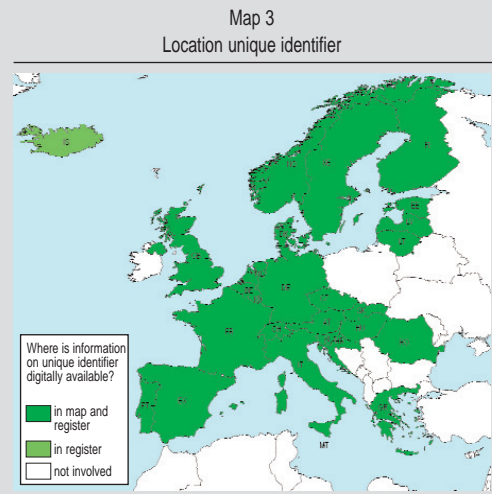 Map 3
Location unique identifier
IS
MT
Where is information
on unique identifier
digitally available?
in map and
register
in register
not involved